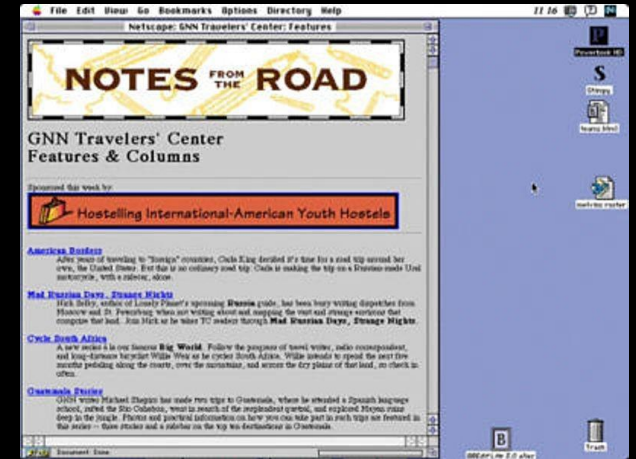 File Edit View Go Bookmarks Options Directory Help 11:16
Netscape: GNN Travelers' Center: Features
NOTES FROM THE ROAD
GNN Travelers' Center
Features & Columns
Sponsored this week by:
Hostelling International-American Youth Hostels
American Borders
After years of traveling to "foreign" countries, Carla King decided it's time for a road trip around her
own, the United States. But this is no ordinary road trip: Carla is making the trip on a Russian-made Ural
motorcycle, with a sidecar, alone.
Mad Russian Days, Strange Nights
Nick Selby, author of Lonely Planet's upcoming Russia guide, has been busy writing dispatches from
Moscow and St. Petersburg when not writing about and mapping the vast and strange environs that
comprise that land. Join Nick as he takes TC readers through Mad Russian Days, Strange Nights.
Cycle South Africa
A new series à la our famous Big World. Follow the progress of travel writer, radio correspondent,
and long-distance bicyclist Willie Weir as he cycles South Africa. Willie intends to spend the next five
months pedaling along the coasts, over the mountains, and across the dry plains of that land, so check in
often.
Guatemala Stories
GNN writer Michael Shapiro has made two trips to Guatemala, where he attended a Spanish language
school, rafted the Rio Cahabon, went in search of the resplendent quetzal, and explored Mayan ruins
deep in the jungle. Photos and practical information on how you can take part in such trips are featured in
this series -- three stories and a sidebar on the top ten destinations in Guatemala.
Document: Done
Powerbook HD
Stimpy
teams.html
B
Trash